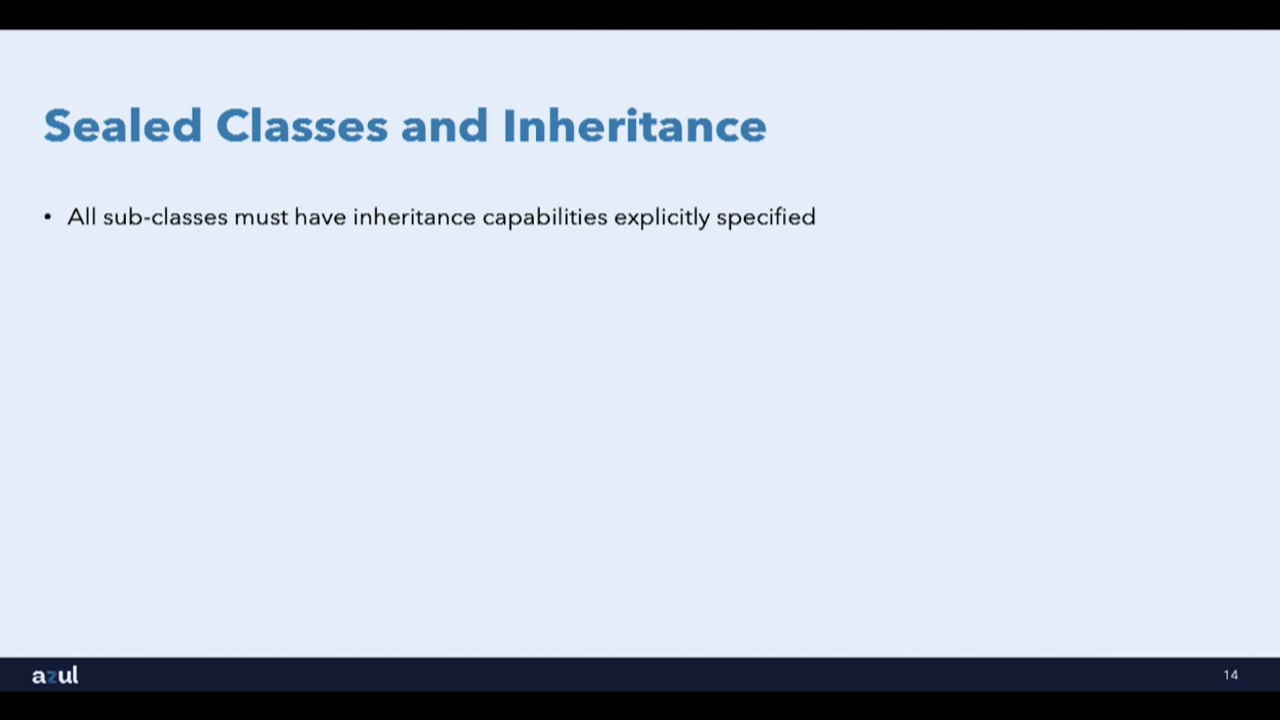 Sealed Classes and Inheritance
• All sub-classes must have inheritance capabilities explicitly specified
azul
14